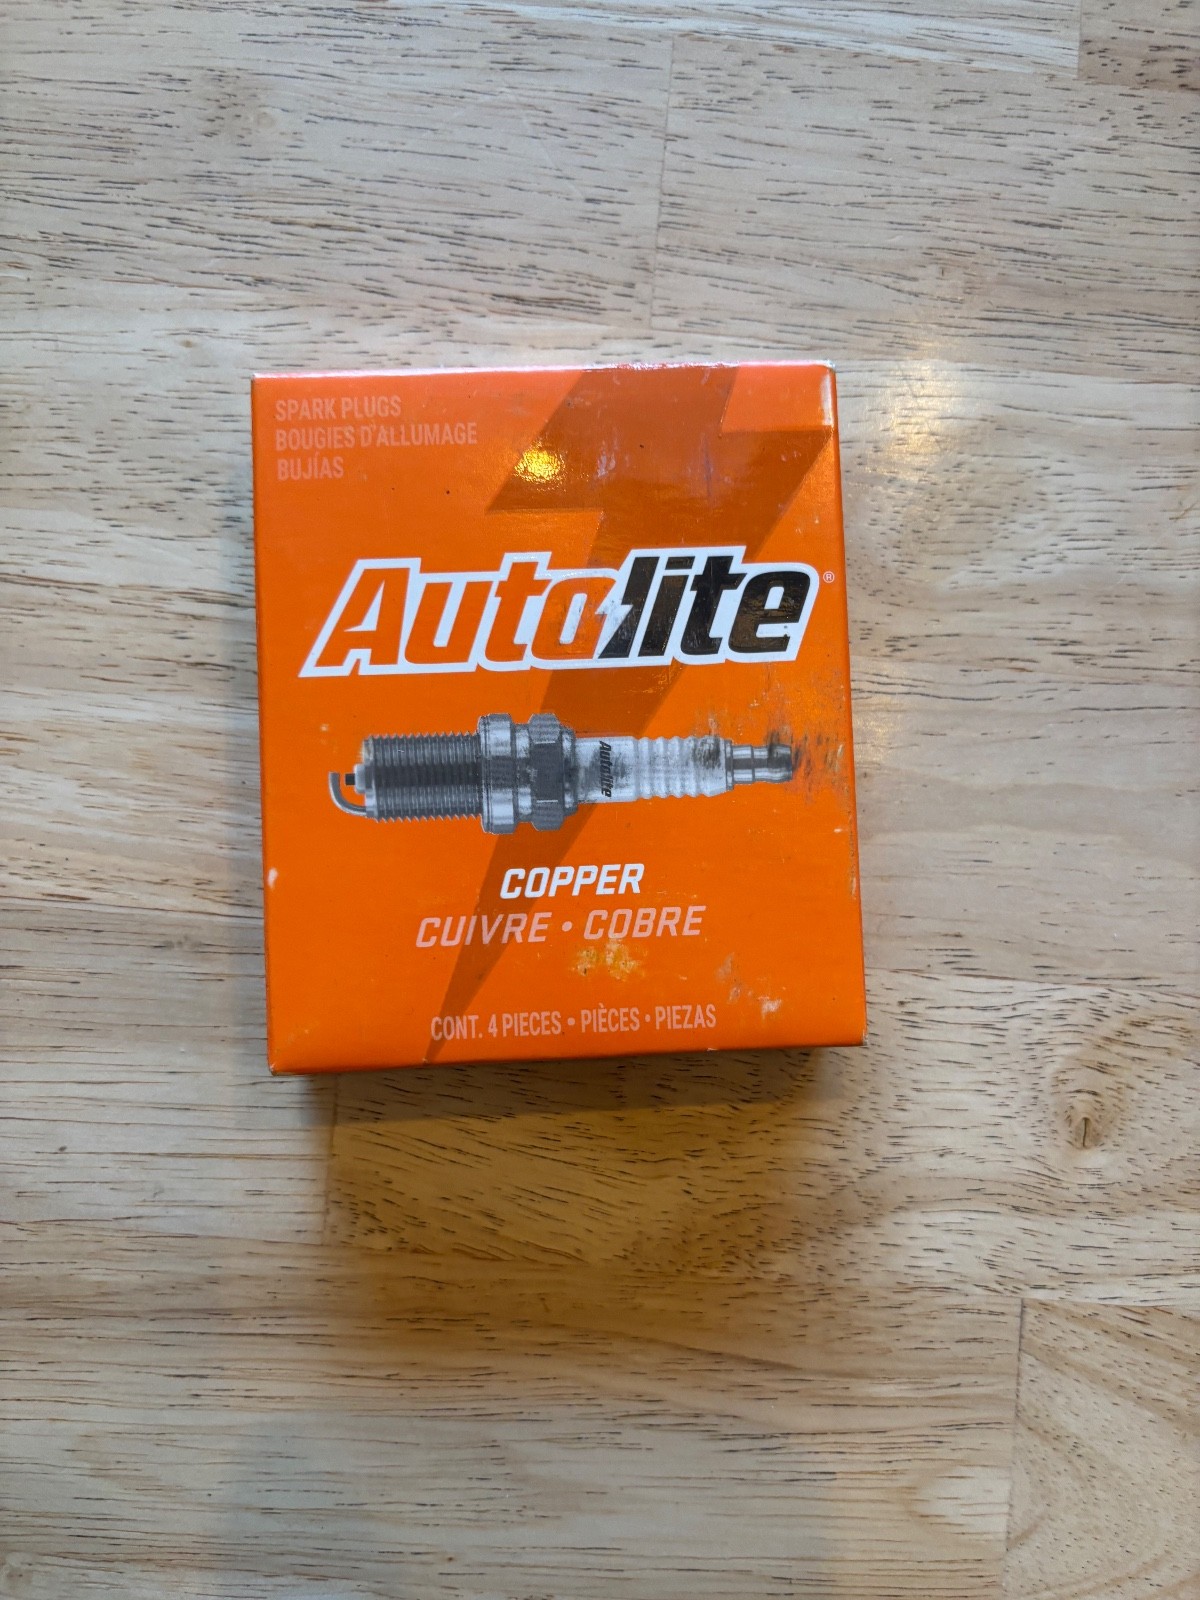 SPARK PLUGS
BOUGIES D'ALLUMAGE
BUJÍAS
Autolite®
Autolite
COPPER
CUIVRE • COBRE
CONT. 4 PIECES • PIÈCES • PIEZAS